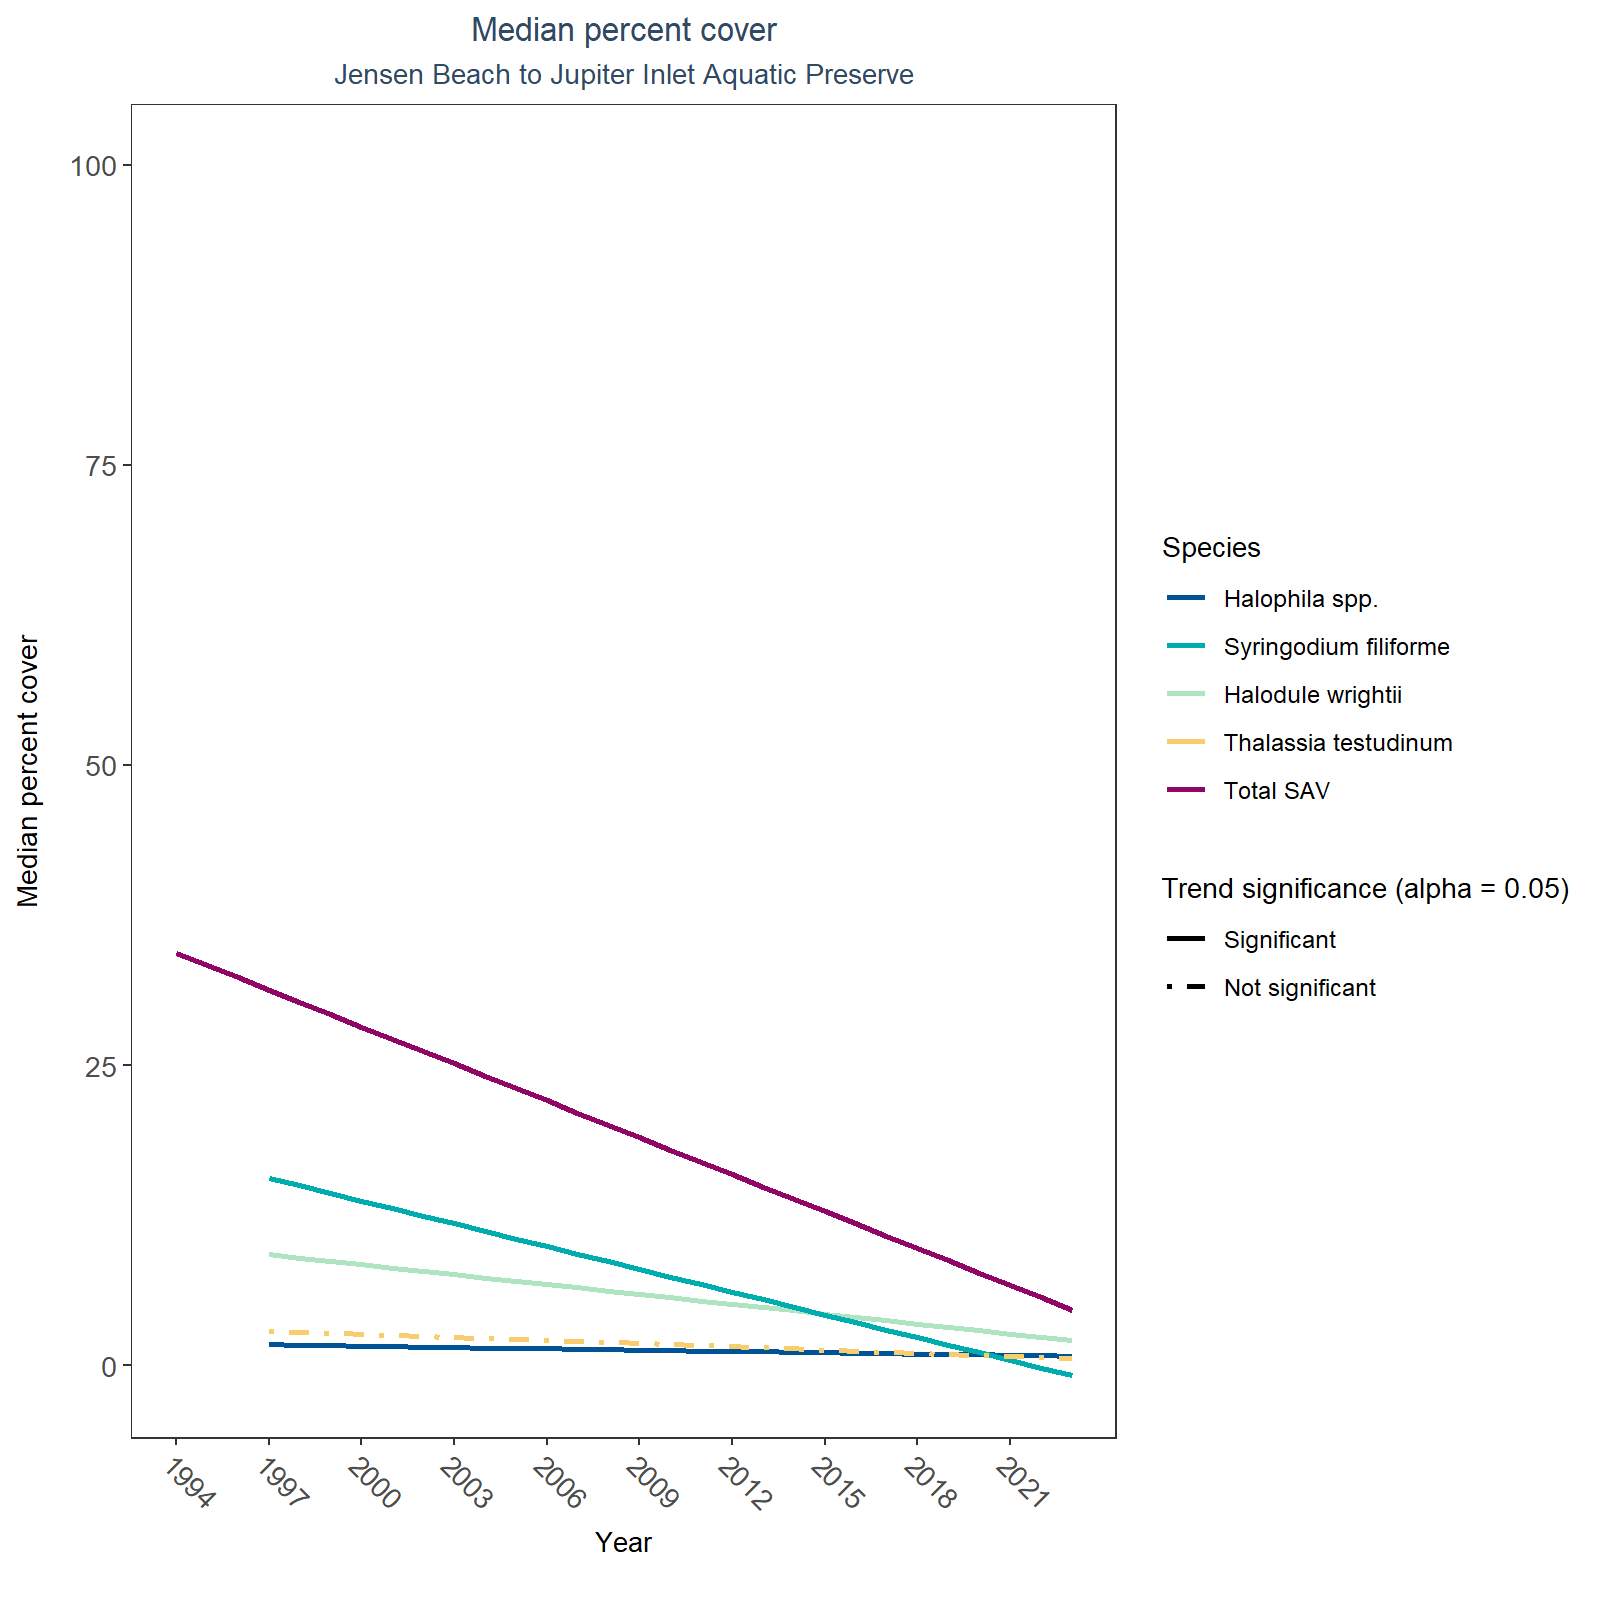 Median percent cover
Jensen Beach to Jupiter Inlet Aquatic Preserve
Median percent cover
100
75
50
25
0
1994
1997
2000
2003
2006
2009
2012
2015
2018
2021
Year
Species
Halophila spp.
Syringodium filiforme
Halodule wrightii
Thalassia testudinum
Total SAV
Trend significance (alpha = 0.05)
Significant
Not significant